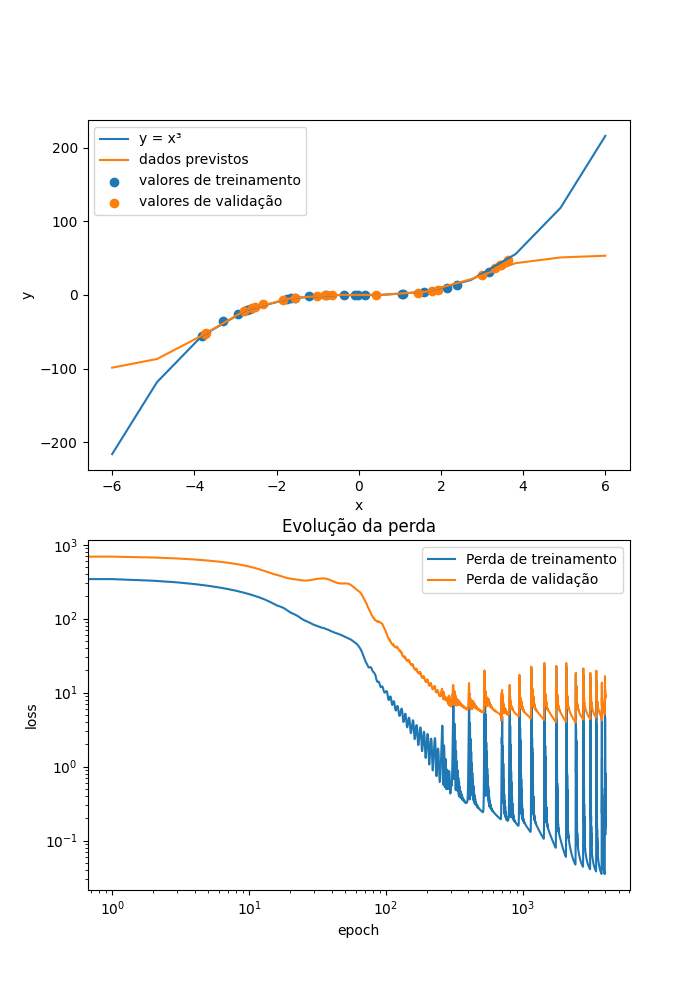 y = x³
dados previstos
valores de treinamento
valores de validação
200
100
0
−100
−200
y
−6 −4 −2 0 2 4 6
x
Evolução da perda
Perda de treinamento
Perda de validação
10³
10²
10¹
10⁰
10⁻¹
loss
10⁰ 10¹ 10² 10³
epoch